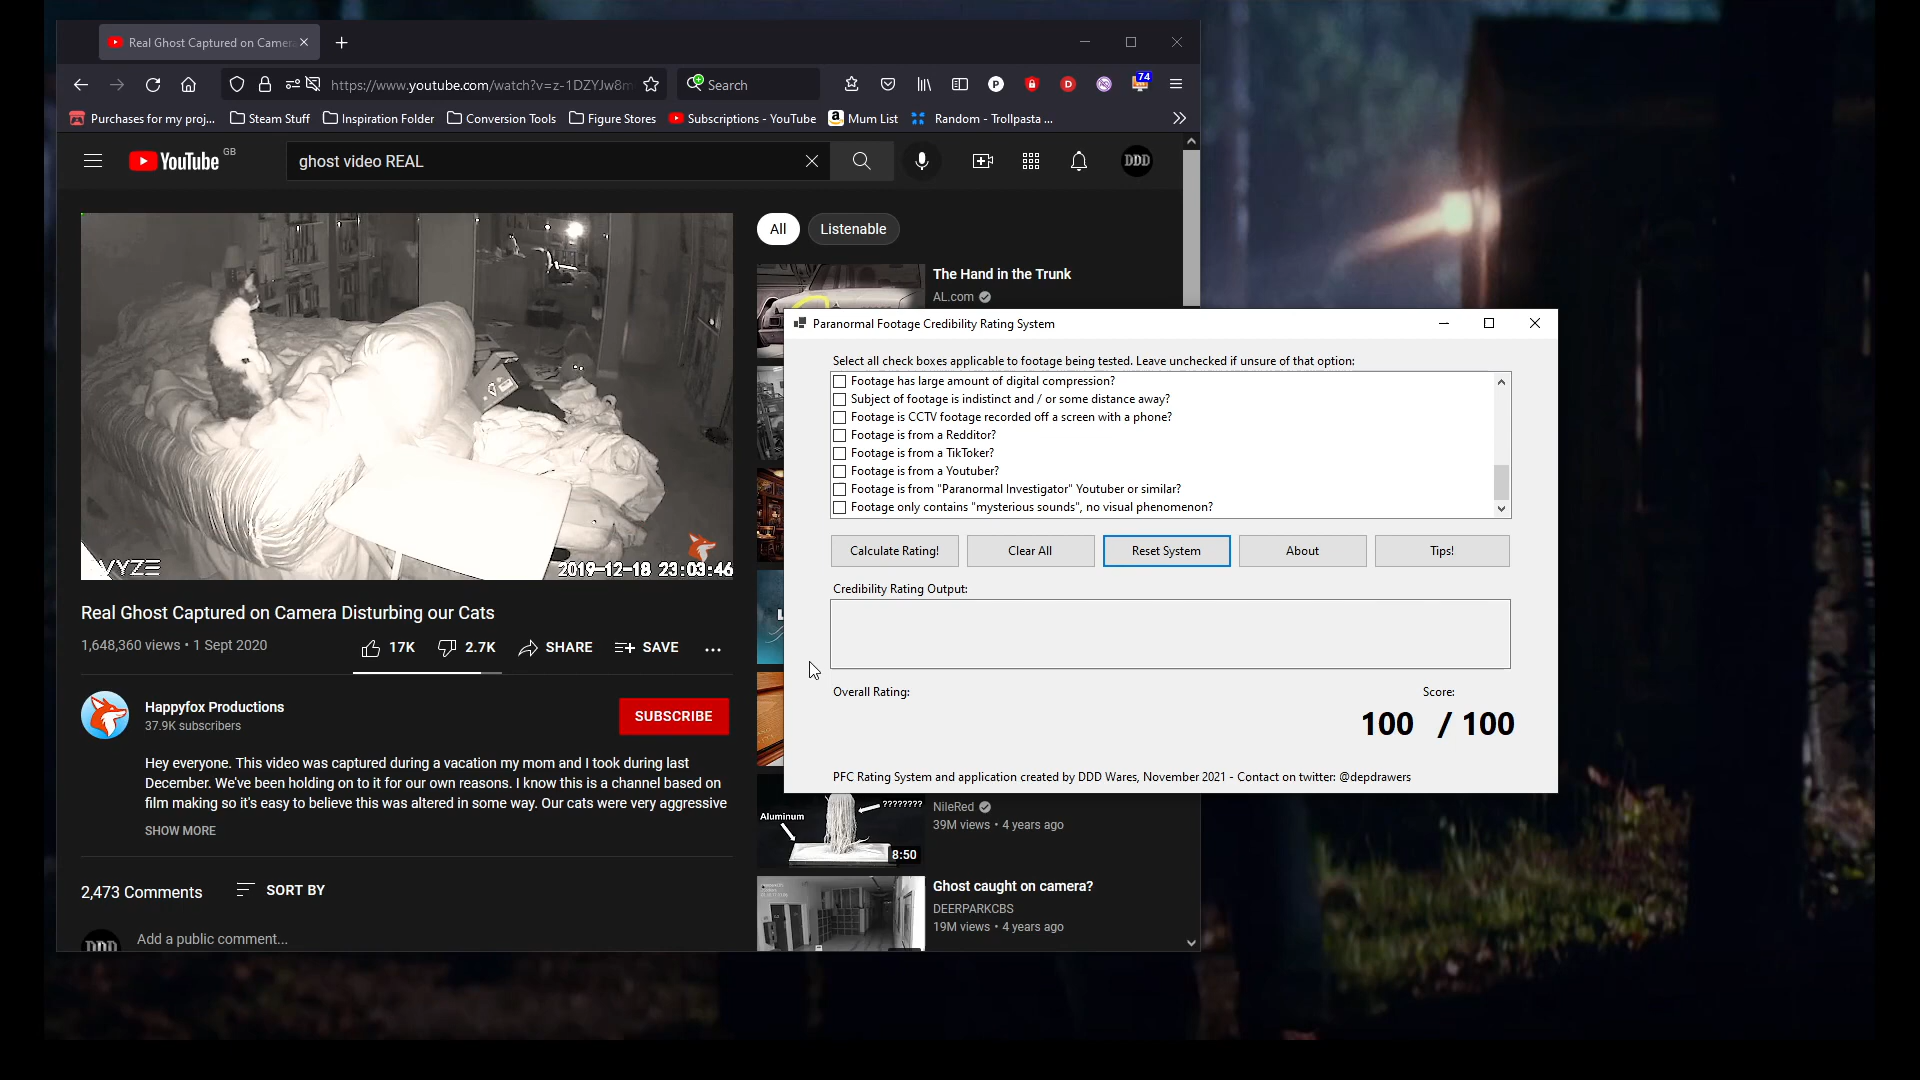 Real Ghost Captured on Camer
https://www.youtube.com/watch?v=z-1DZYJw8m
Search
74
Purchases for my proj...
Steam Stuff
Inspiration Folder
Conversion Tools
Figure Stores
Subscriptions - YouTube
Mum List
Random - Trollpasta ...
YouTube GB
ghost video REAL
DDD
All
Listenable
The Hand in the Trunk
AL.com
VYZE
2019-12-18 23:03:46
Real Ghost Captured on Camera Disturbing our Cats
1,648,360 views • 1 Sept 2020
17K
2.7K
SHARE
SAVE
Happyfox Productions
37.9K subscribers
SUBSCRIBE
Hey everyone. This video was captured during a vacation my mom and I took during last
December. We've been holding on to it for our own reasons. I know this is a channel based on
film making so it's easy to believe this was altered in some way. Our cats were very aggressive
SHOW MORE
2,473 Comments
SORT BY
DDD
Add a public comment...
Paranormal Footage Credibility Rating System
Select all check boxes applicable to footage being tested. Leave unchecked if unsure of that option:
Footage has large amount of digital compression?
Subject of footage is indistinct and / or some distance away?
Footage is CCTV footage recorded off a screen with a phone?
Footage is from a Redditor?
Footage is from a TikToker?
Footage is from a Youtuber?
Footage is from "Paranormal Investigator" Youtuber or similar?
Footage only contains "mysterious sounds", no visual phenomenon?
Calculate Rating!
Clear All
Reset System
About
Tips!
Credibility Rating Output:
Overall Rating:
Score:
100 / 100
PFC Rating System and application created by DDD Wares, November 2021 - Contact on twitter: @depdrawers
Aluminum
????????
8:50
NileRed
39M views • 4 years ago
Ghost caught on camera?
DEERPARKCBS
19M views • 4 years ago